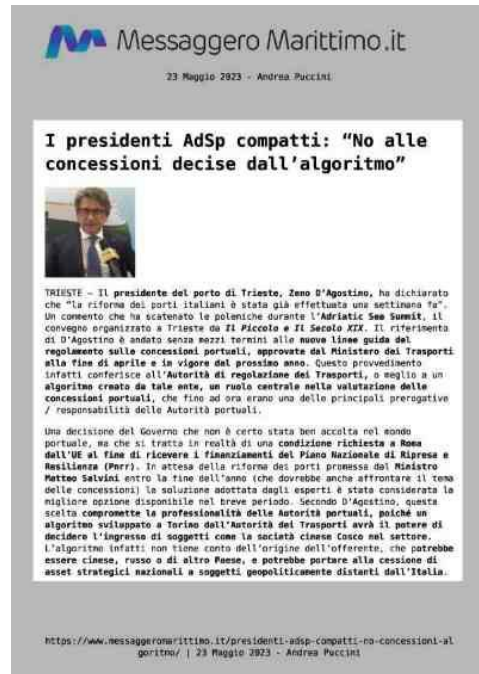 Messaggero Marittimo.it
23 Maggio 2023 - Andrea Puccini
I presidenti AdSp compatti: “No alle
concessioni decise dall’algoritmo”
TRIESTE – Il presidente del porto di Trieste, Zeno D’Agostino, ha dichiarato
che “la riforma dei porti italiani è stata già effettuata una settimana fa”.
Un commento che ha scatenato le polemiche durante l’Adriatic Sea Summit, il
convegno organizzato a Trieste da Il Piccolo e Il Secolo XIX. Il riferimento
di D’Agostino è andato senza mezzi termini alle nuove linee guida del
regolamento sulle concessioni portuali, approvate dal Ministero dei Trasporti
alla fine di aprile e in vigore dal prossimo anno. Questo provvedimento
infatti conferisce all’Autorità di regolazione dei Trasporti, o meglio a un
algoritmo creato da tale ente, un ruolo centrale nella valutazione delle
concessioni portuali, che fino ad ora erano una delle principali prerogative
/ responsabilità delle Autorità portuali.
Una decisione del Governo che non è certo stata ben accolta nel mondo
portuale, ma che si tratta in realtà di una condizione richiesta a Roma
dall’UE al fine di ricevere i finanziamenti del Piano Nazionale di Ripresa e
Resilienza (Pnrr). In attesa della riforma dei porti promessa dal Ministro
Matteo Salvini entro la fine dell’anno (che dovrebbe anche affrontare il tema
delle concessioni) la soluzione adottata dagli esperti è stata considerata la
migliore opzione disponibile nel breve periodo. Secondo D’Agostino, questa
scelta compromette la professionalità delle Autorità portuali, poiché un
algoritmo sviluppato a Torino dall’Autorità dei Trasporti avrà il potere di
decidere l’ingresso di soggetti come la società cinese Cosco nel settore.
L’algoritmo infatti non tiene conto dell’origine dell’offerente, che potrebbe
essere cinese, russo o di altro Paese, e potrebbe portare alla cessione di
asset strategici nazionali a soggetti geopoliticamente distanti dall’Italia.
https://www.messaggeromarittimo.it/presidenti-adsp-compatti-no-concessioni-al
goritmo/ | 23 Maggio 2023 - Andrea Puccini